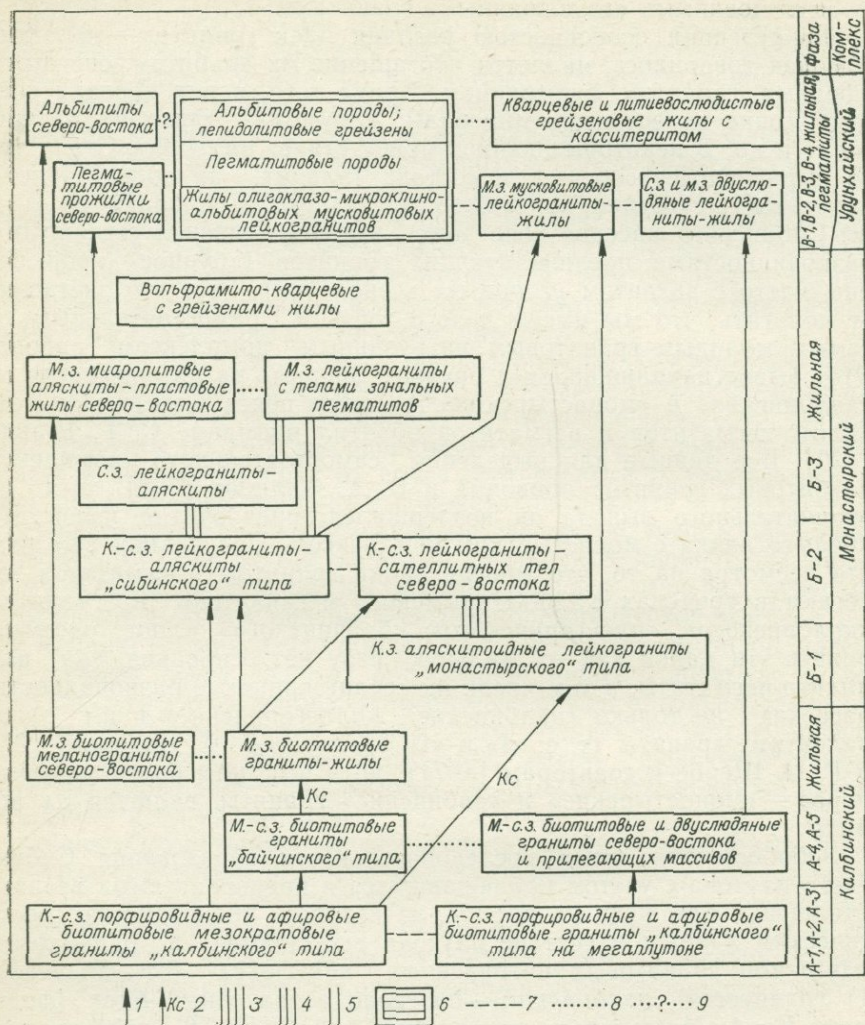 фаза
Ком-
плекс
Альбититы
северо-востока
?
Альбитовые породы;
лепидолитовые грейзены
Кварцевые и литиевослюдистые
грейзеновые жилы с
касситеритом
Пегма-
титовые
прожилки
северо-востока
Пегматитовые породы
Жилы олигоклазо-микроклино-
альбитовых мусковитовых
лейкогранитов
М.з. мусковитовые
лейкограниты-
жилы
С.з. и м.з. двуслю-
дяные лейкогра-
ниты-жилы
В-1, В-2, В-3, В-4, жильная,
пегматиты
Урунхайский
Вольфрамито-кварцевые
с грейзенами жилы
М.з. миаролитовые
аляскиты-пластовые
жилы северо-востока
М.з. лейкограниты
с телами зональных
пегматитов
Жильная
С.з. лейкограниты-
аляскиты
Б-3
Монастырский
К.-с.з. лейкограниты-
аляскиты
„сибинского" типа
К.-с.з. лейкограниты-
сателлитных тел
северо-востока
Б-2
К.з. аляскитоидные лейкограниты
„монастырского" типа
Б-1
М.з. биотитовые
меланограниты
северо-востока
М.з. биотитовые
граниты-жилы
Жильная
Кс
Кс
М.-с.з. биотитовые
граниты
„байчинского" типа
М.-с.з. биотитовые и двуслюдяные
граниты северо-востока
и прилегающих массивов
А-4, А-5
Калбинский
К.-с.з. порфировидные и афировые
биотитовые мезократовые
граниты „калбинского" типа
К.-с.з. порфировидные и афировые
биотитовые граниты „калбинского"
типа на мегаплутоне
А-1, А-2, А-3
1 Кс 2 3 4 5 6 7 8 ? 9